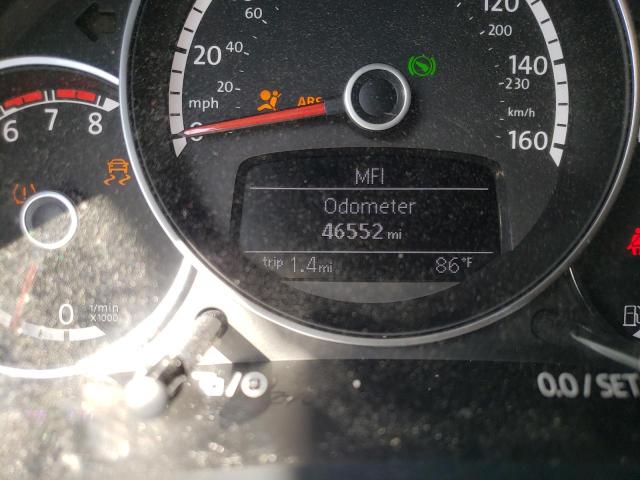 60
120
40
200
20
20
140
230
mph
ABS
km/h
0
160
6 7 8
MFI
Odometer
46552 mi
trip 1.4 mi 86°F
0 1/min
X1000
0.0 / SET